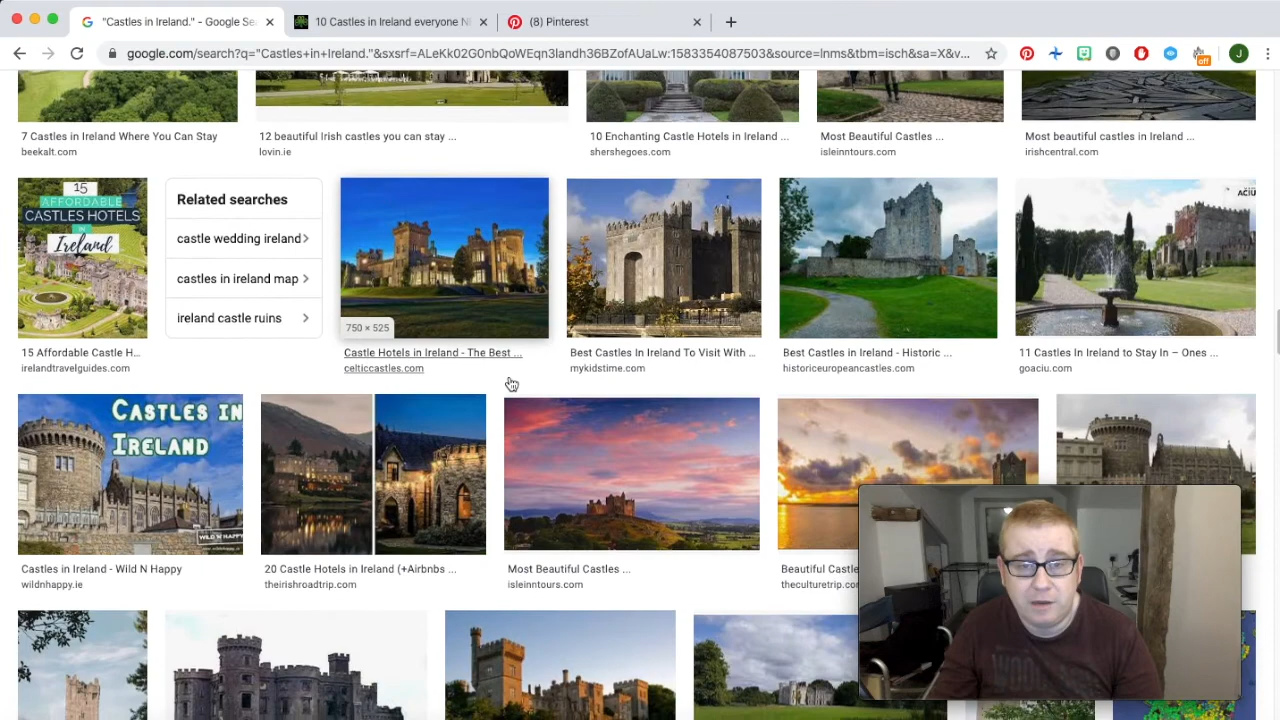 "Castles in Ireland." - Google Se
10 Castles in Ireland everyone N
(8) Pinterest
google.com/search?q="Castles+in+Ireland."&sxsrf=ALeKk02G0nbQoWEqn3landh36BZofAUaLw:1583354087503&source=lnms&tbm=isch&sa=X&v...
off
J
7 Castles in Ireland Where You Can Stay
beekalt.com
12 beautiful Irish castles you can stay ...
lovin.ie
10 Enchanting Castle Hotels in Ireland ...
shershegoes.com
Most Beautiful Castles ...
isleinntours.com
Most beautiful castles in Ireland ...
irishcentral.com
15
AFFORDABLE
CASTLES HOTELS
IN
Ireland
Related searches
castle wedding ireland
castles in ireland map
ireland castle ruins
750 × 525
ACIU
15 Affordable Castle H...
irelandtravelguides.com
Castle Hotels in Ireland - The Best ...
celticcastles.com
Best Castles In Ireland To Visit With ...
mykidstime.com
Best Castles in Ireland - Historic ...
historiceuropeancastles.com
11 Castles In Ireland to Stay In – Ones ...
goaciu.com
CASTLES IN
IRELAND
WILD N HAPPY
Castles in Ireland - Wild N Happy
wildnhappy.ie
20 Castle Hotels in Ireland (+Airbnbs ...
theirishroadtrip.com
Most Beautiful Castles ...
isleinntours.com
Beautiful Castle
theculturetrip.com